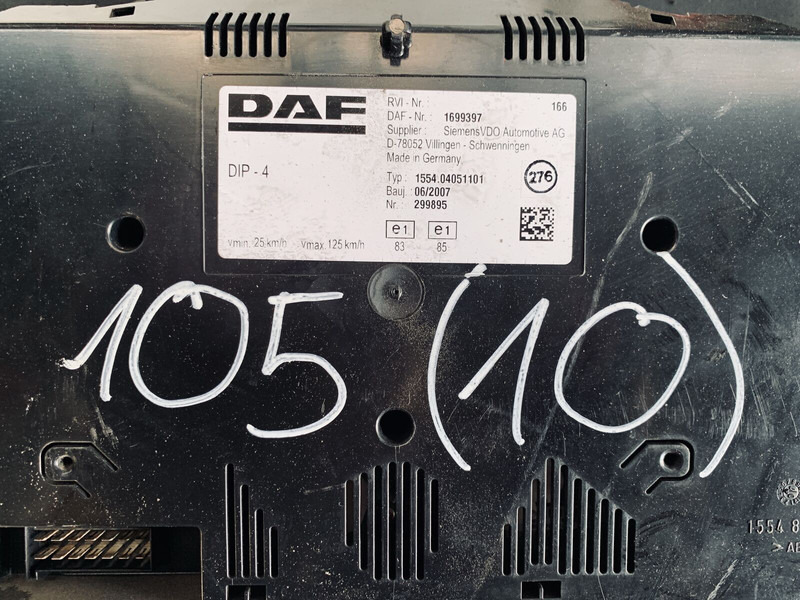 DAF
DIP - 4
vmin. 25 km/h Vmax. 125 km/h
RVI - Nr. : 166
DAF - Nr. : 1699397
Supplier : SiemensVDO Automotive AG
D-78052 Villingen - Schwenningen
Made in Germany
Typ : 1554.04051101
Bauj. : 06/2007
Nr. : 299895
276
e1 e1
83 85
105 (10)
1554 8
>AB